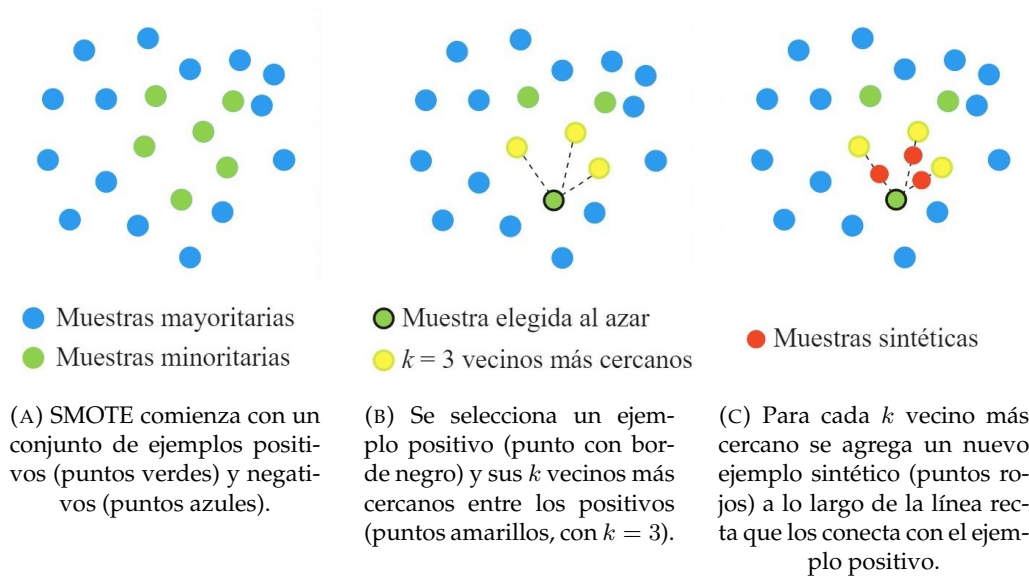 Muestras mayoritarias
Muestras minoritarias
Muestra elegida al azar
k = 3 vecinos más cercanos
Muestras sintéticas
(A) SMOTE comienza con un
conjunto de ejemplos positi-
vos (puntos verdes) y negati-
vos (puntos azules).
(B) Se selecciona un ejem-
plo positivo (punto con bor-
de negro) y sus k vecinos más
cercanos entre los positivos
(puntos amarillos, con k = 3).
(C) Para cada k vecino más
cercano se agrega un nuevo
ejemplo sintético (puntos ro-
jos) a lo largo de la línea rec-
ta que los conecta con el ejem-
plo positivo.